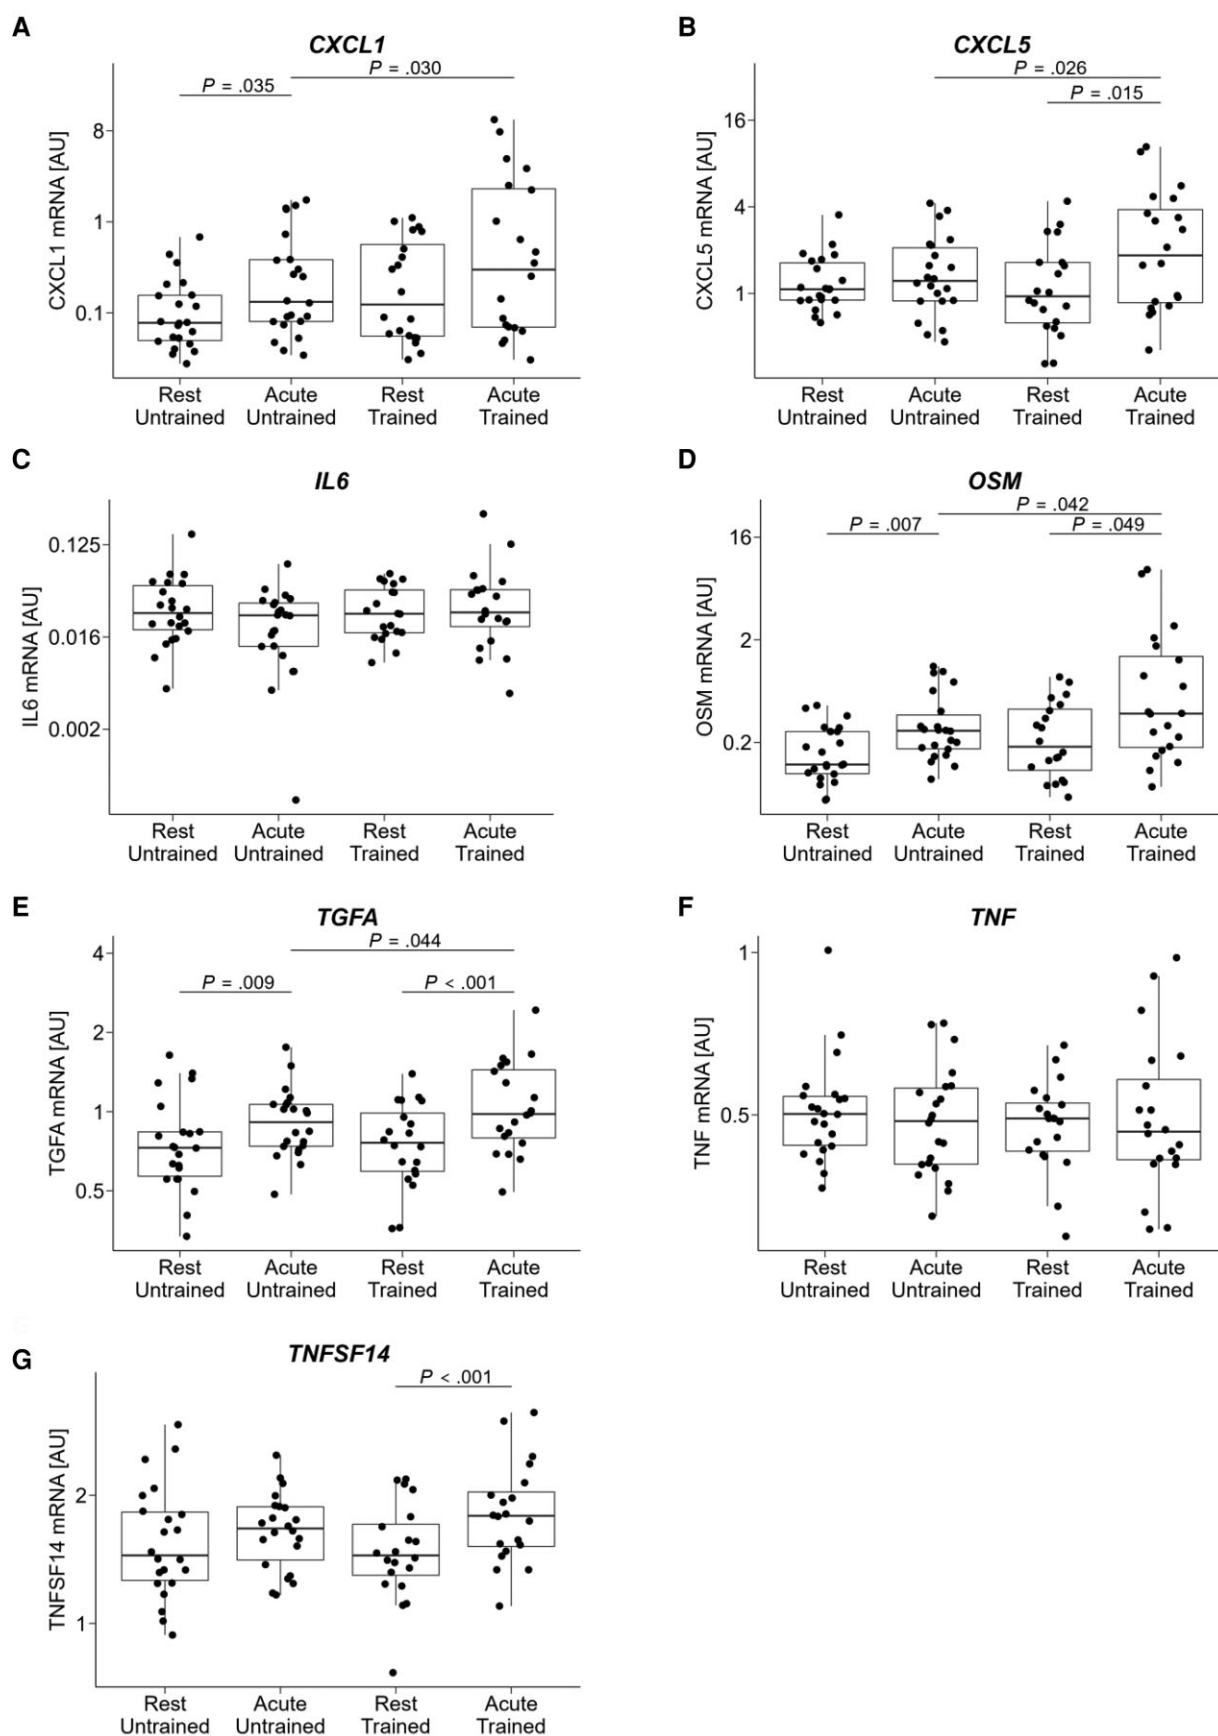 A
CXCL1
P = .030
P = .035
CXCL1 mRNA [AU]
8
1
0.1
Rest Untrained
Acute Untrained
Rest Trained
Acute Trained
B
CXCL5
P = .026
P = .015
CXCL5 mRNA [AU]
16
4
1
Rest Untrained
Acute Untrained
Rest Trained
Acute Trained
C
IL6
IL6 mRNA [AU]
0.125
0.016
0.002
Rest Untrained
Acute Untrained
Rest Trained
Acute Trained
D
OSM
P = .042
P = .007
P = .049
OSM mRNA [AU]
16
2
0.2
Rest Untrained
Acute Untrained
Rest Trained
Acute Trained
E
TGFA
P = .044
P = .009
P < .001
TGFA mRNA [AU]
4
2
1
0.5
Rest Untrained
Acute Untrained
Rest Trained
Acute Trained
F
TNF
TNF mRNA [AU]
1
0.5
Rest Untrained
Acute Untrained
Rest Trained
Acute Trained
G
TNFSF14
P < .001
TNFSF14 mRNA [AU]
2
1
Rest Untrained
Acute Untrained
Rest Trained
Acute Trained